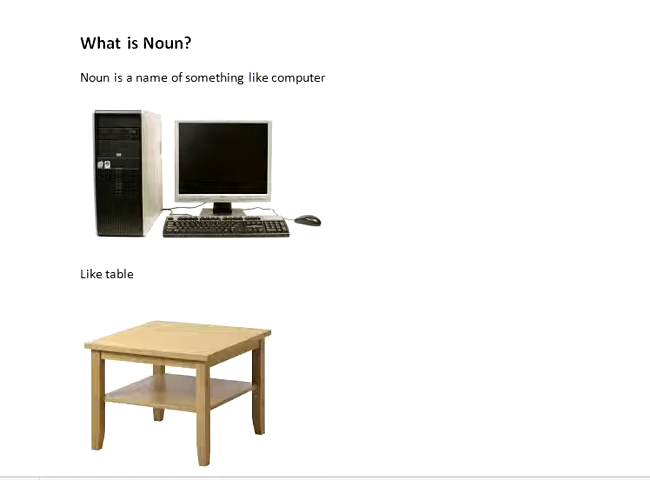 What is Noun?
Noun is a name of something like computer
Like table